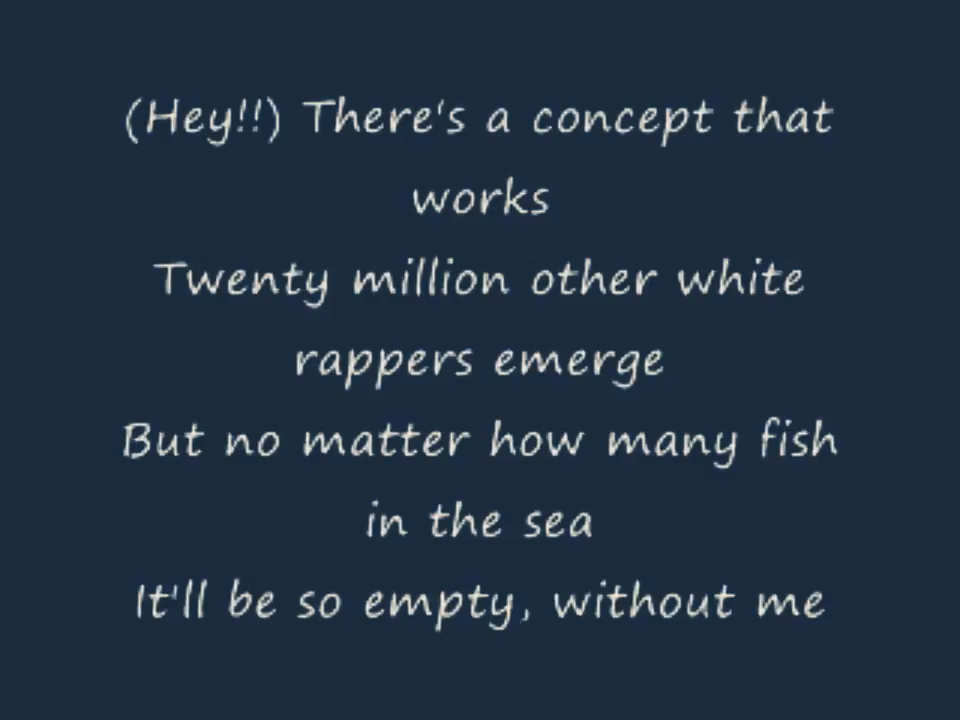 (Hey!!) There's a concept that
works
Twenty million other white
rappers emerge
But no matter how many fish
in the sea
It'll be so empty, without me